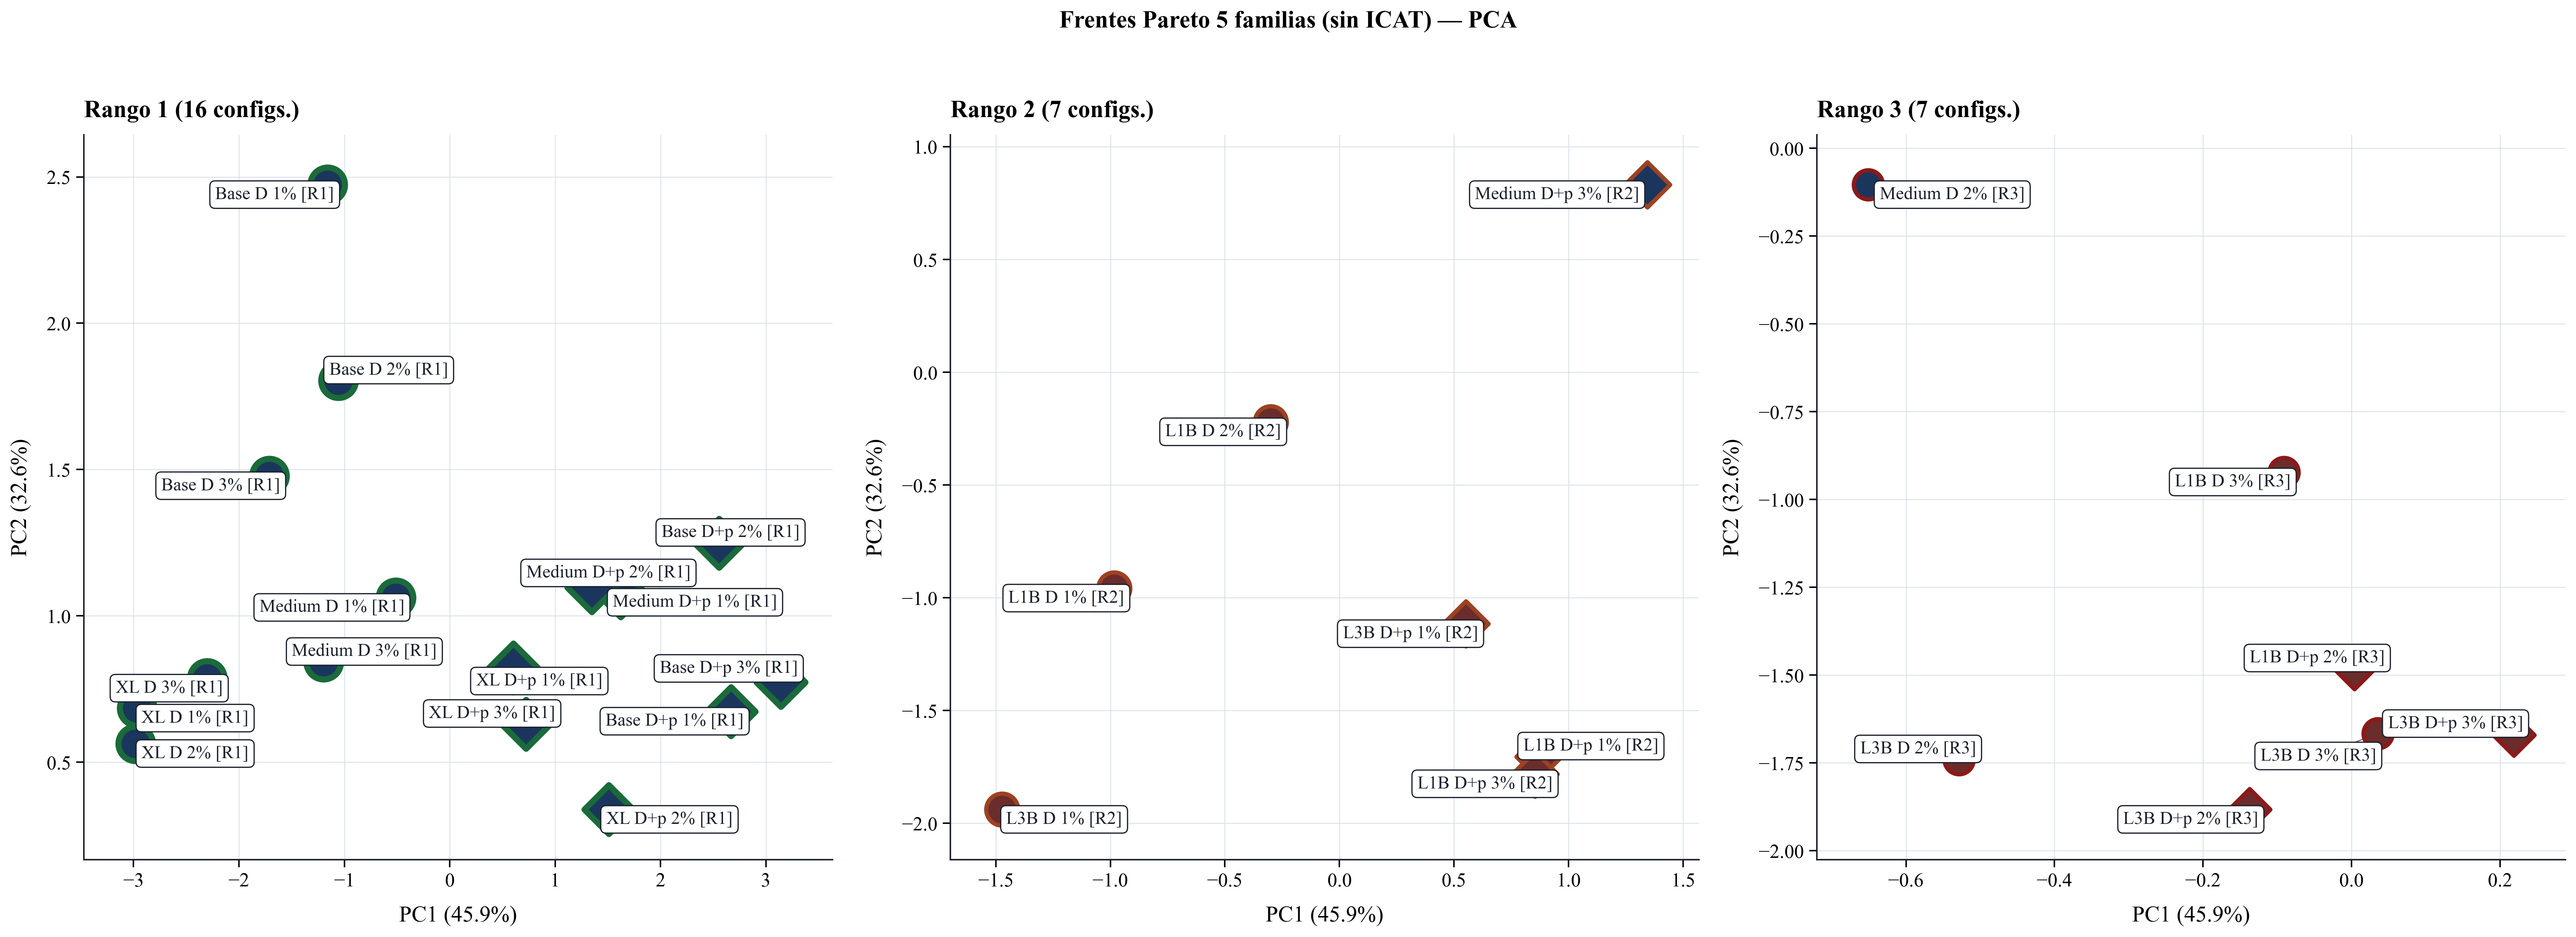 Frentes Pareto 5 familias (sin ICAT) — PCA
Rango 1 (16 configs.)
PC2 (32.6%)
2.5
2.0
1.5
1.0
0.5
Base D 1% [R1]
Base D 2% [R1]
Base D 3% [R1]
Base D+p 2% [R1]
Medium D+p 2% [R1]
Medium D+p 1% [R1]
Medium D 1% [R1]
Medium D 3% [R1]
Base D+p 3% [R1]
XL D+p 1% [R1]
XL D 3% [R1]
XL D+p 3% [R1]
XL D 1% [R1]
Base D+p 1% [R1]
XL D 2% [R1]
XL D+p 2% [R1]
−3 −2 −1 0 1 2 3
PC1 (45.9%)
Rango 2 (7 configs.)
PC2 (32.6%)
1.0
0.5
0.0
−0.5
−1.0
−1.5
−2.0
Medium D+p 3% [R2]
L1B D 2% [R2]
L1B D 1% [R2]
L3B D+p 1% [R2]
L1B D+p 1% [R2]
L1B D+p 3% [R2]
L3B D 1% [R2]
−1.5 −1.0 −0.5 0.0 0.5 1.0 1.5
PC1 (45.9%)
Rango 3 (7 configs.)
PC2 (32.6%)
0.00
−0.25
−0.50
−0.75
−1.00
−1.25
−1.50
−1.75
−2.00
Medium D 2% [R3]
L1B D 3% [R3]
L1B D+p 2% [R3]
L3B D+p 3% [R3]
L3B D 2% [R3]
L3B D 3% [R3]
L3B D+p 2% [R3]
−0.6 −0.4 −0.2 0.0 0.2
PC1 (45.9%)